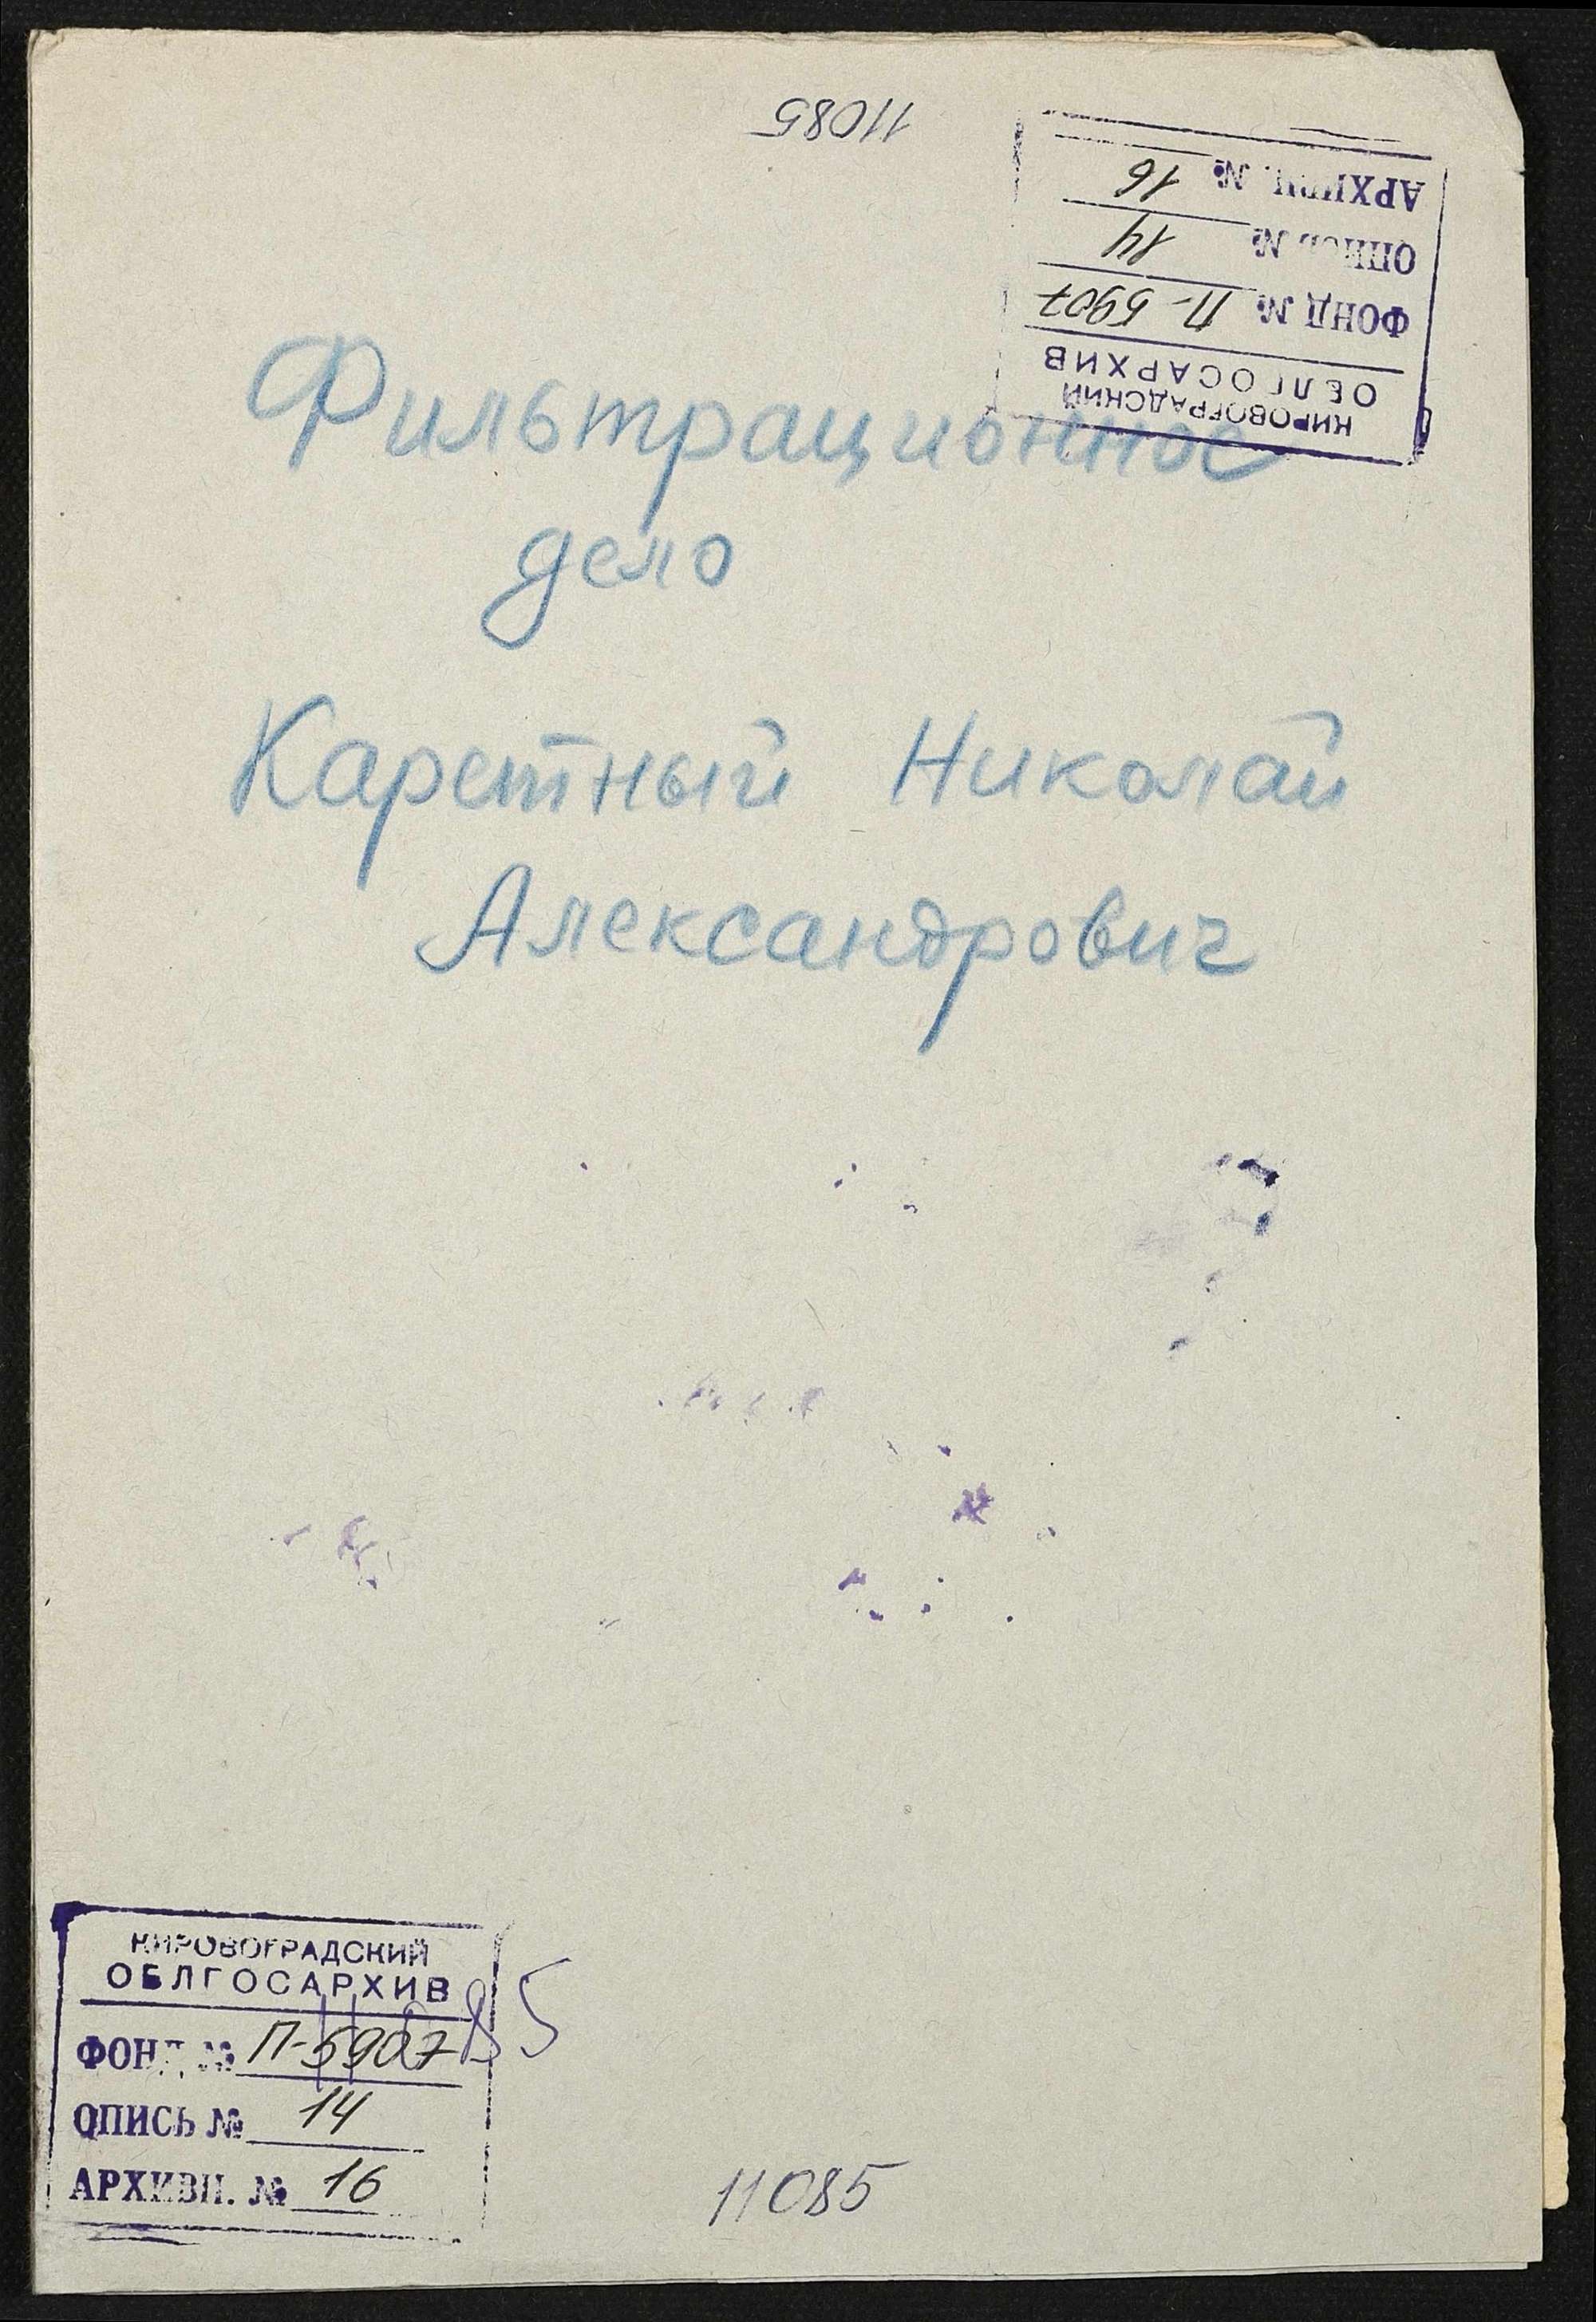 11085
АРХИВН. № 16
ОПИСЬ № 14
ФОНД № П-5907
ОБЛГОСАРХИВ
КИРОВОГРАДСКИЙ
Фильтрационное
дело
Каретный Николай
Александрович
КИРОВОГРАДСКИЙ
ОБЛГОСАРХИВ
11085
ФОНД № П-5907
ОПИСЬ № 14
АРХИВН. № 16
11085